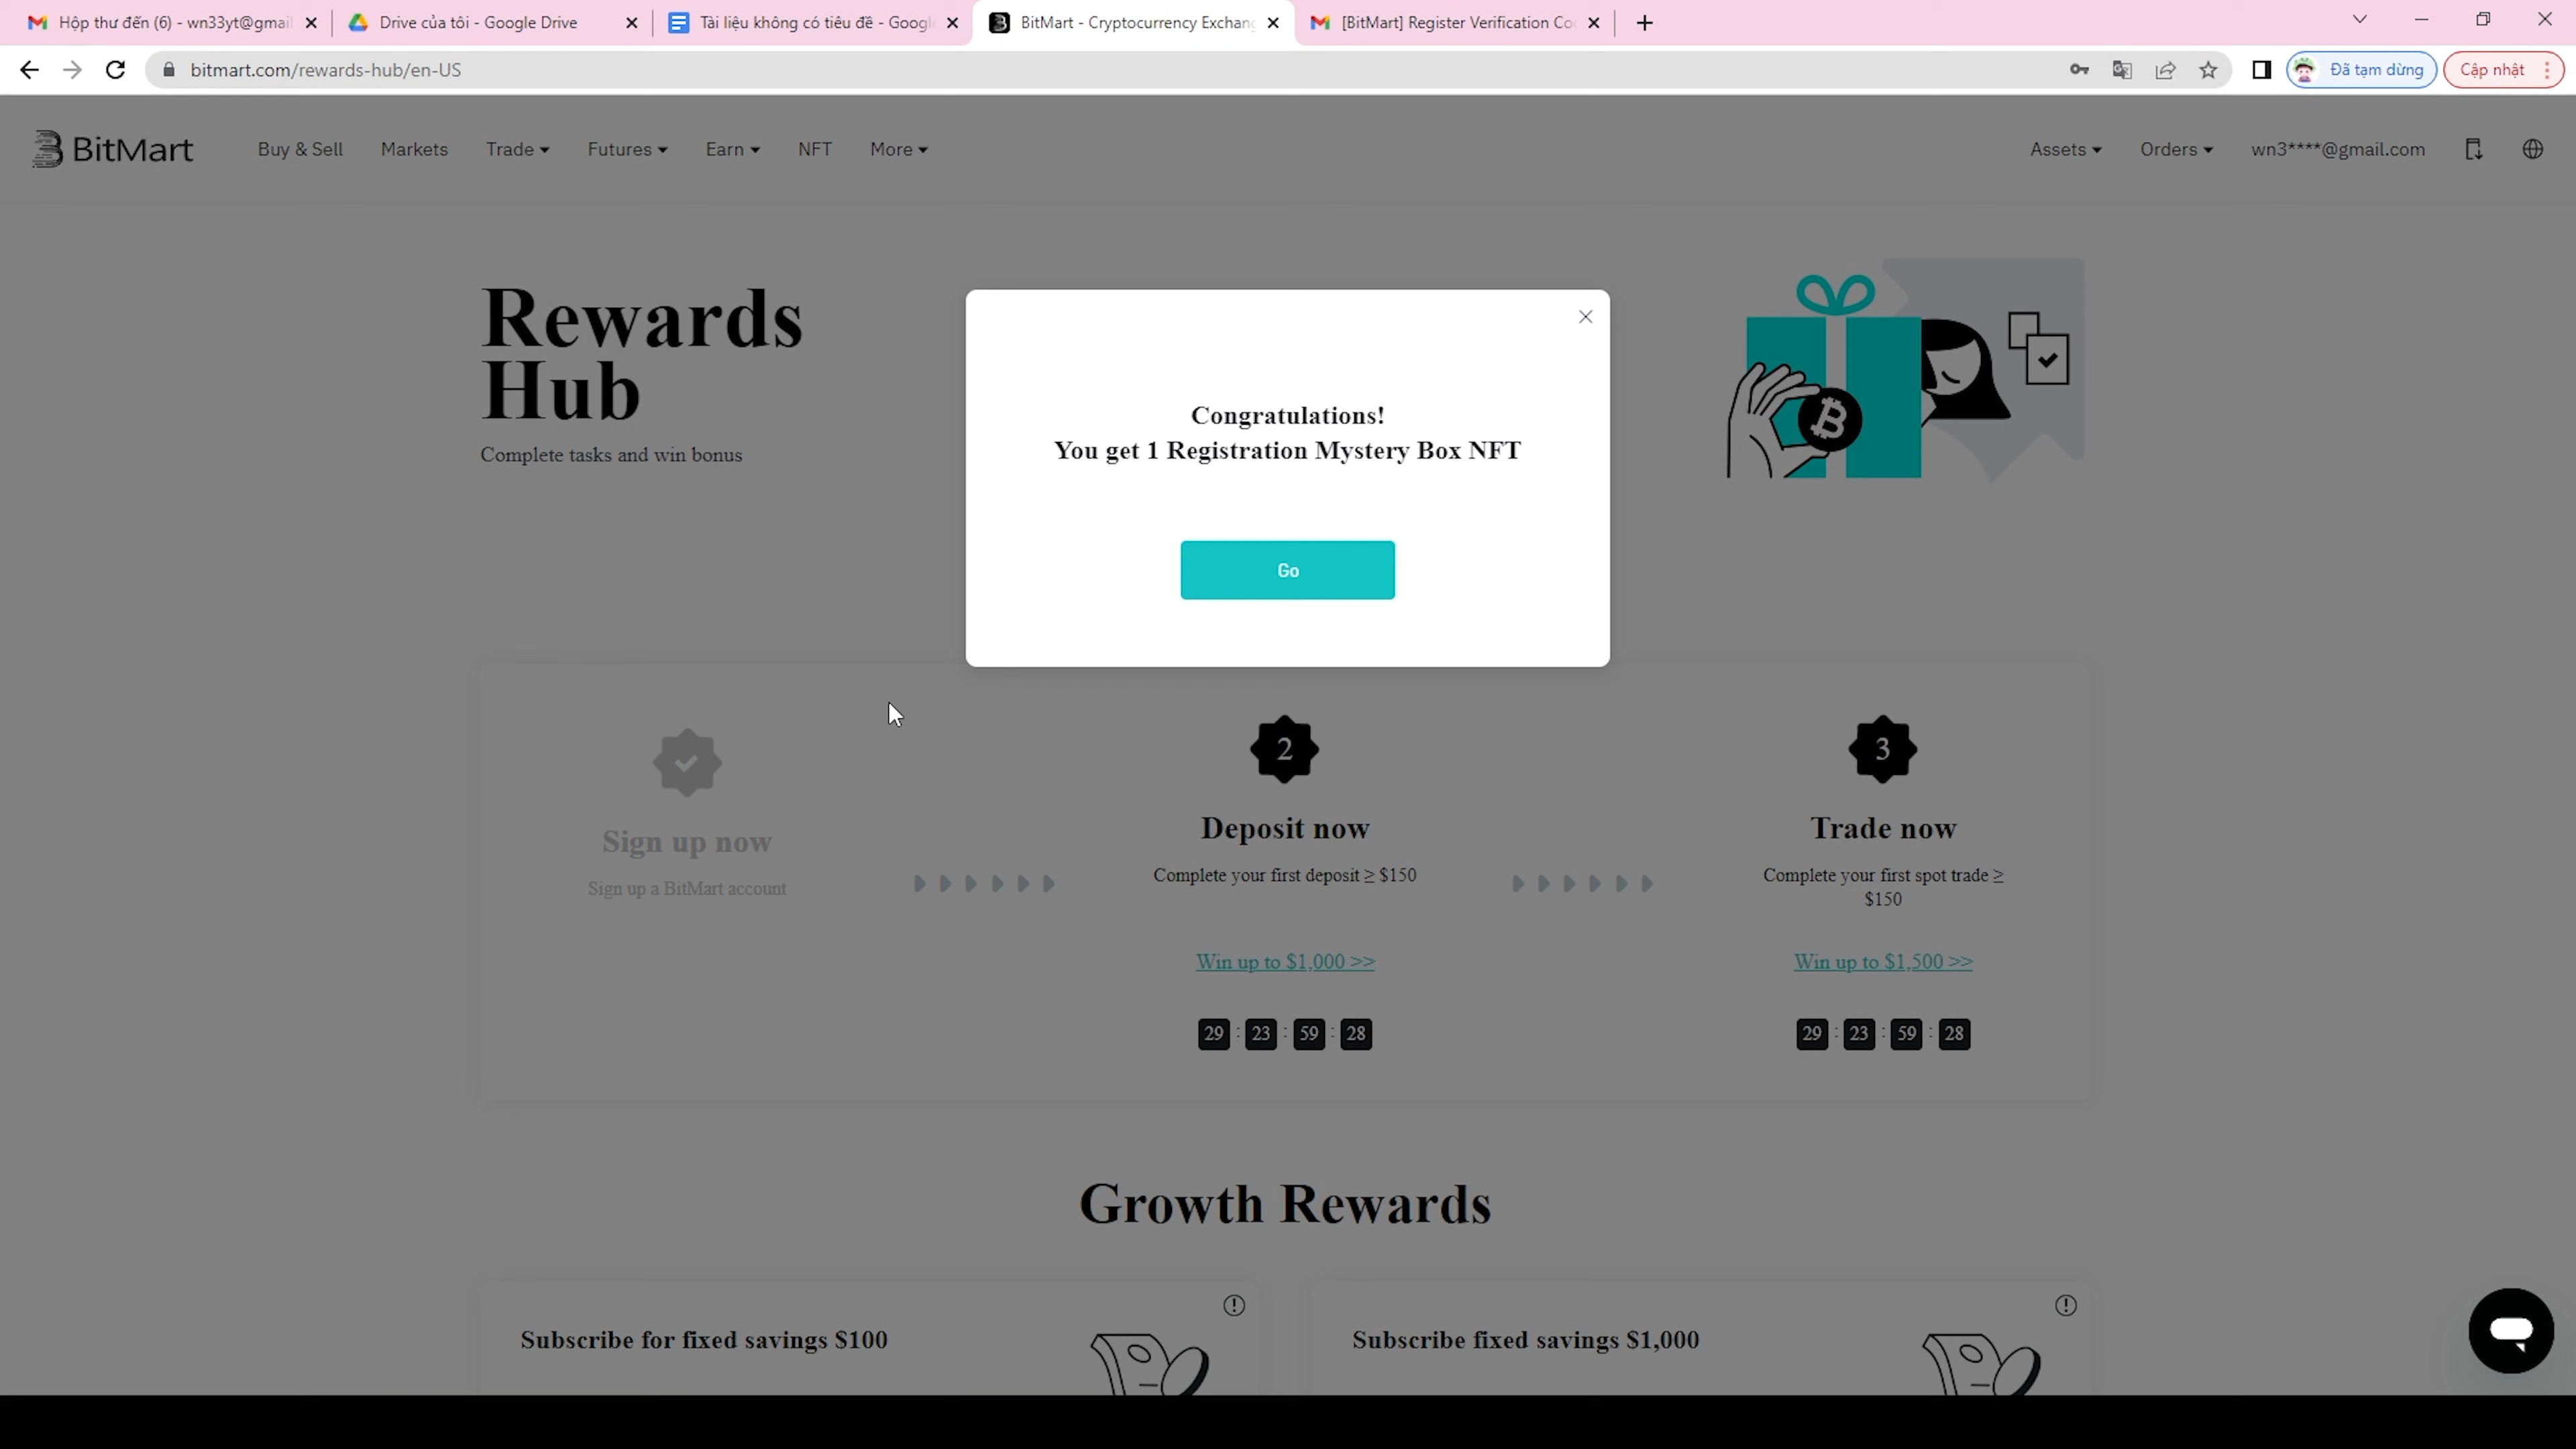 Hộp thư đến (6) - wn33yt@gmail
Drive của tôi - Google Drive
Tài liệu không có tiêu đề - Google
BitMart - Cryptocurrency Exchang
[BitMart] Register Verification Co
bitmart.com/rewards-hub/en-US
Đã tạm dừng
Cập nhật
BitMart
Buy & Sell
Markets
Trade
Futures
Earn
NFT
More
Assets
Orders
wn3****@gmail.com
Rewards
Hub
Complete tasks and win bonus
Congratulations!
You get 1 Registration Mystery Box NFT
Go
Sign up now
Sign up a BitMart account
2
Deposit now
Complete your first deposit ≥ $150
Win up to $1,000 >>
29 : 23 : 59 : 28
3
Trade now
Complete your first spot trade ≥
$150
Win up to $1,500 >>
29 : 23 : 59 : 28
Growth Rewards
Subscribe for fixed savings $100
Subscribe fixed savings $1,000